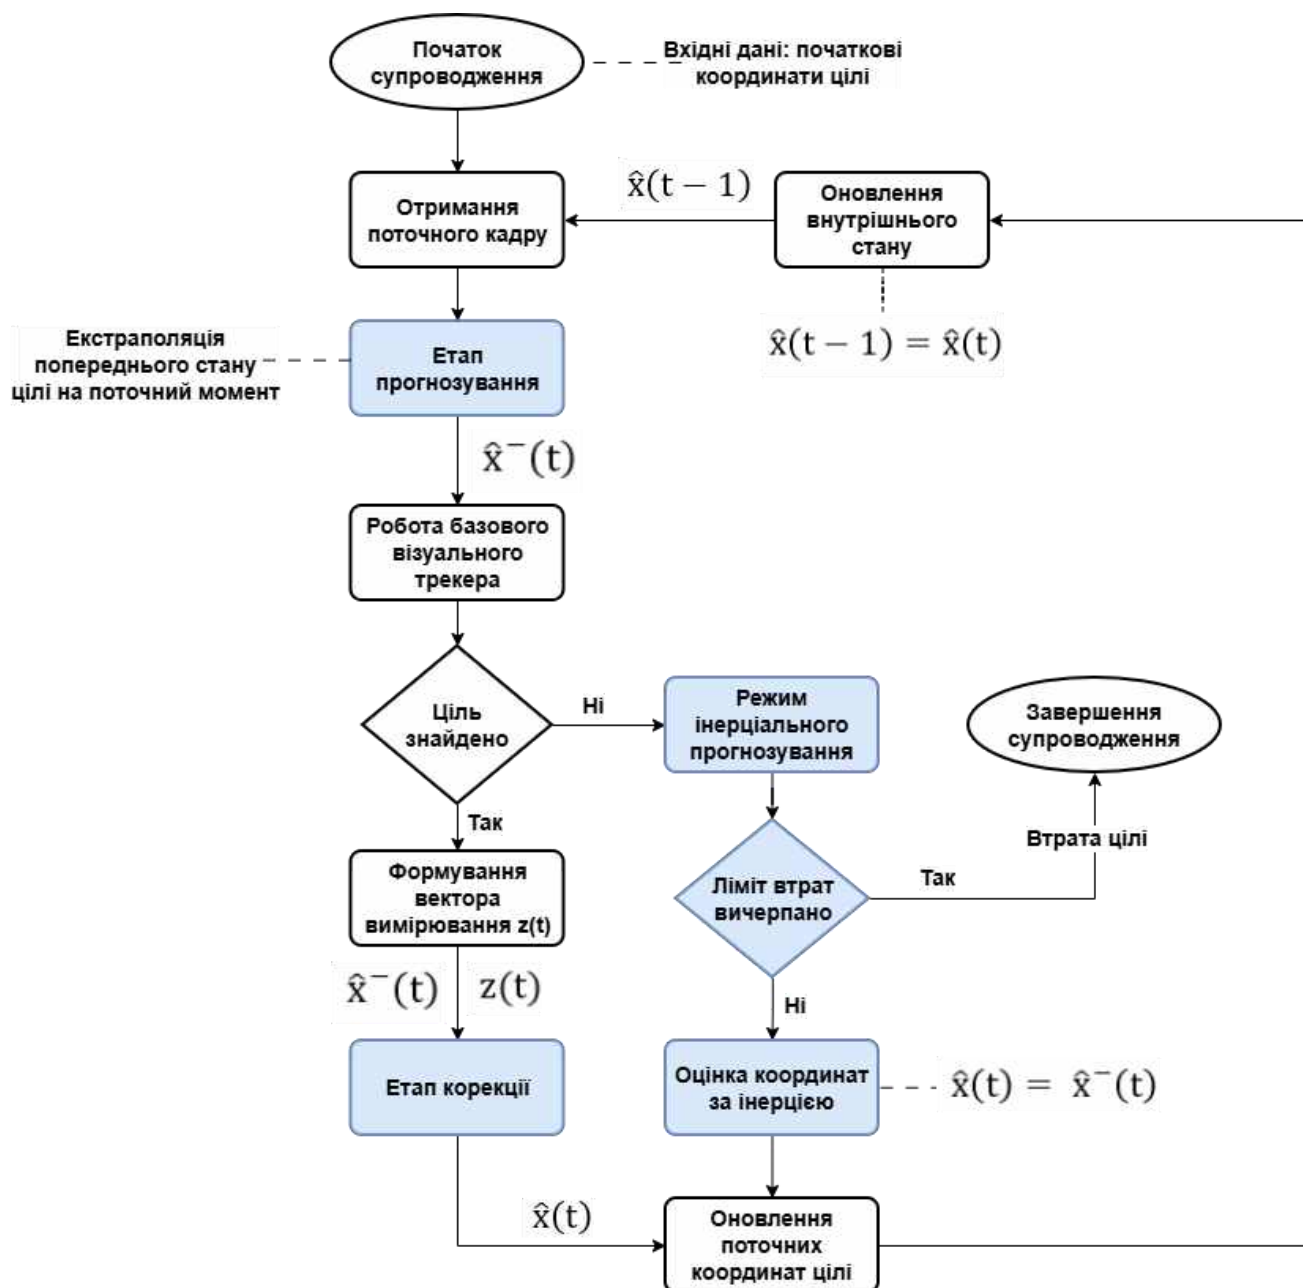 Початок
супроводження
Вхідні дані: початкові
координати цілі
Отримання
поточного кадру
x̂(t − 1)
Оновлення
внутрішнього
стану
x̂(t − 1) = x̂(t)
Екстраполяція
попереднього стану
цілі на поточний момент
Етап
прогнозування
x̂⁻(t)
Робота базового
візуального
трекера
Ціль
знайдено
Ні
Режим
інерціального
прогнозування
Завершення
супроводження
Втрата цілі
Так
Формування
вектора
вимірювання z(t)
Ліміт втрат
вичерпано
Так
x̂⁻(t) z(t)
Ні
Етап корекції
Оцінка координат
за інерцією
x̂(t) = x̂⁻(t)
x̂(t)
Оновлення
поточних
координат цілі